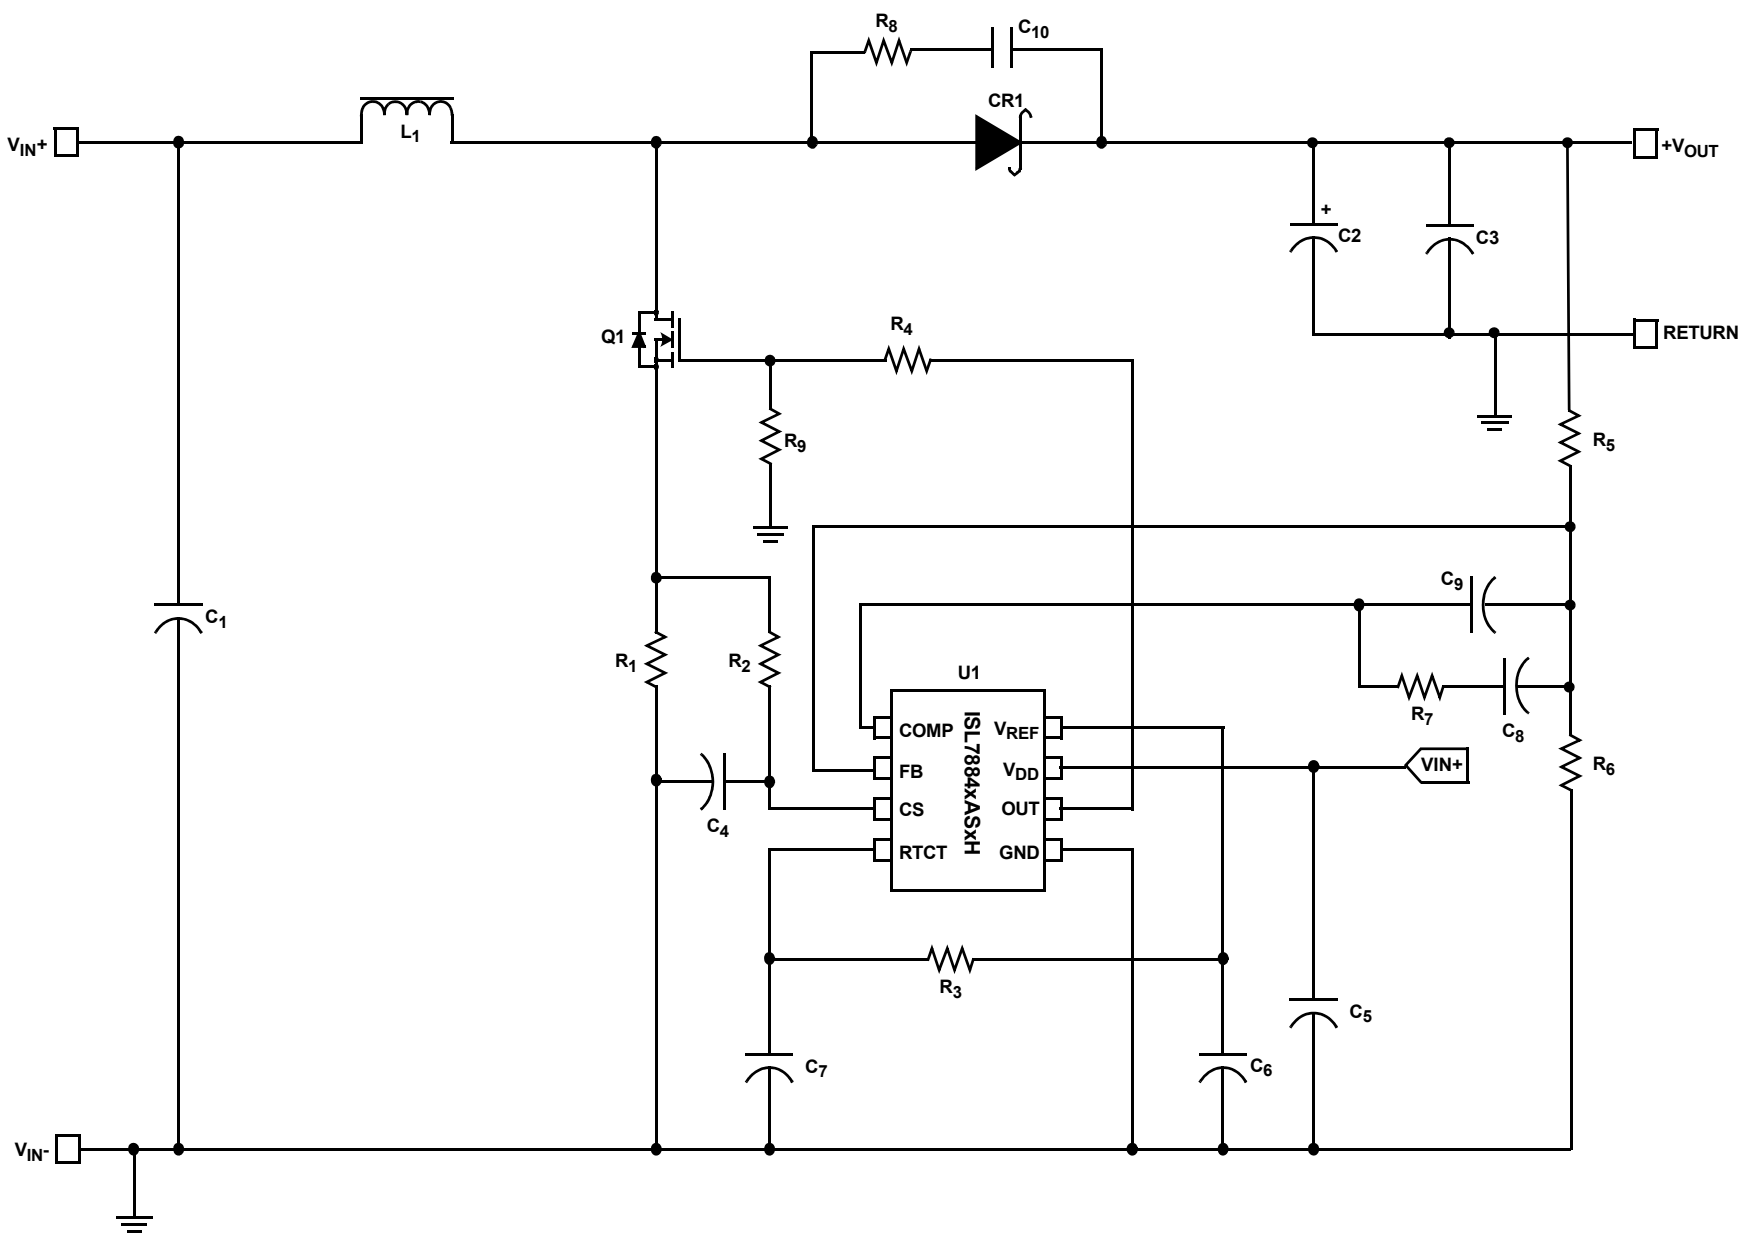 R8
C10
CR1
VIN+
L1
+VOUT
+
C2
C3
Q1
R4
RETURN
R9
R5
C9
C1
R1
R2
U1
R7
C8
ISL7884xASxH
COMP
VREF
FB
VDD
VIN+
R6
CS
OUT
C4
RTCT
GND
R3
C5
C7
C6
VIN-